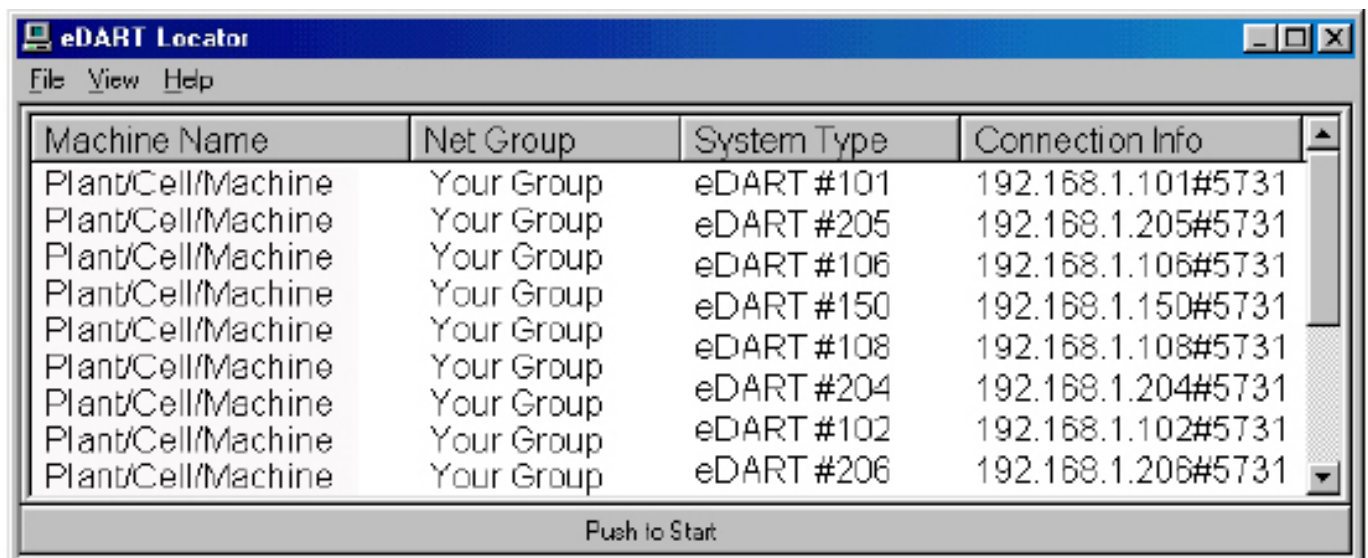 eDART Locator
File View Help
Machine Name Net Group System Type Connection Info
Plant/Cell/Machine Your Group eDART #101 192.168.1.101#5731
Plant/Cell/Machine Your Group eDART #205 192.168.1.205#5731
Plant/Cell/Machine Your Group eDART #106 192.168.1.106#5731
Plant/Cell/Machine Your Group eDART #150 192.168.1.150#5731
Plant/Cell/Machine Your Group eDART #108 192.168.1.108#5731
Plant/Cell/Machine Your Group eDART #204 192.168.1.204#5731
Plant/Cell/Machine Your Group eDART #102 192.168.1.102#5731
Plant/Cell/Machine Your Group eDART #206 192.168.1.206#5731
Plant/Cell/Machine Your Group
Push to Start